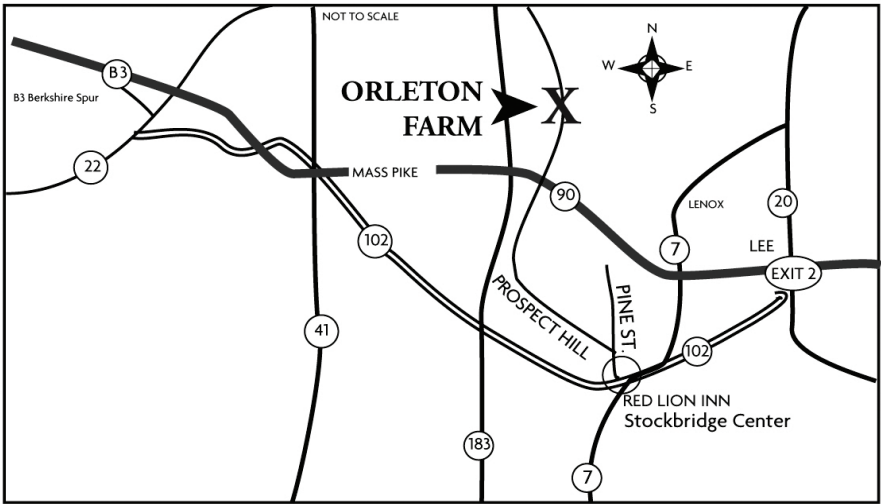 NOT TO SCALE
N
W E
S
B3
B3 Berkshire Spur
ORLETON
FARM
X
22
MASS PIKE
90
LENOX
20
LEE
7
EXIT 2
102
PROSPECT HILL
PINE ST.
41
102
RED LION INN
Stockbridge Center
183
7